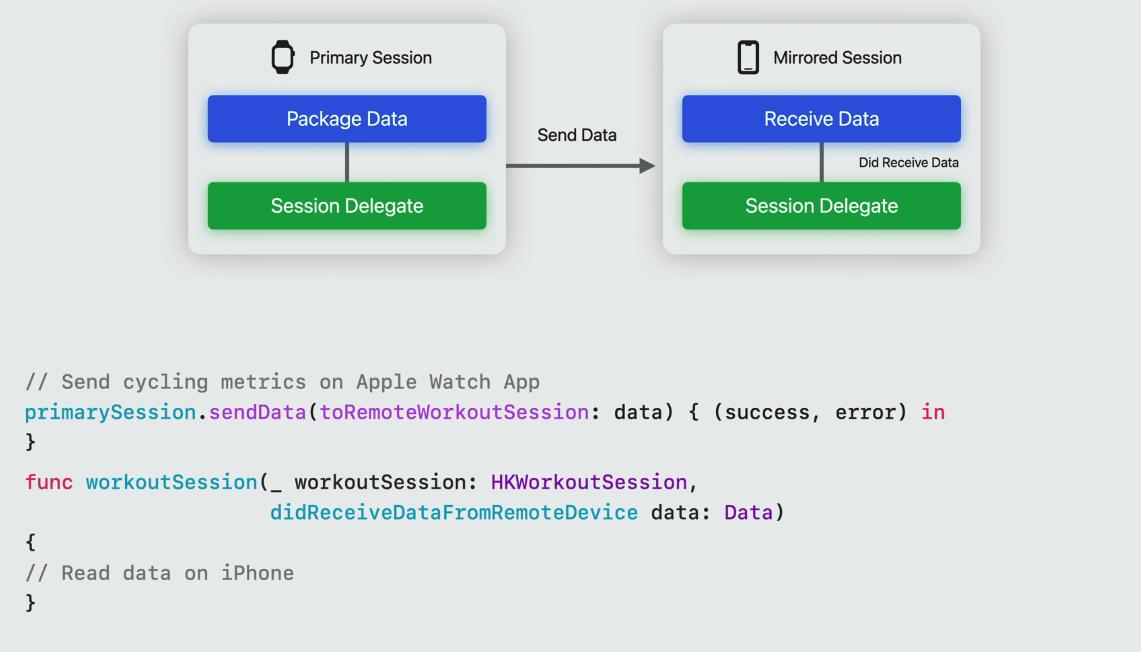 Primary Session
Package Data
Session Delegate
Send Data
Mirrored Session
Receive Data
Did Receive Data
Session Delegate
// Send cycling metrics on Apple Watch App
primarySession.sendData(toRemoteWorkoutSession: data) { (success, error) in
}
func workoutSession(_ workoutSession: HKWorkoutSession,
didReceiveDataFromRemoteDevice data: Data)
{
// Read data on iPhone
}